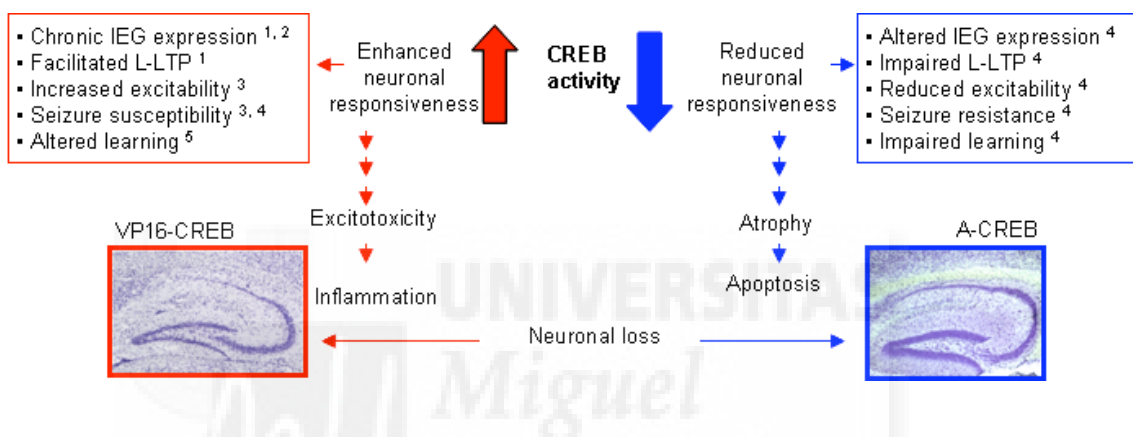 ▪ Chronic IEG expression 1, 2
▪ Facilitated L-LTP 1
▪ Increased excitability 3
▪ Seizure susceptibility 3, 4
▪ Altered learning 5
Enhanced
neuronal
responsiveness
CREB
activity
Reduced
neuronal
responsiveness
▪ Altered IEG expression 4
▪ Impaired L-LTP 4
▪ Reduced excitability 4
▪ Seizure resistance 4
▪ Impaired learning 4
Excitotoxicity
Atrophy
VP16-CREB
A-CREB
Inflammation
Apoptosis
Neuronal loss
UNIVERSITAS
Miguel